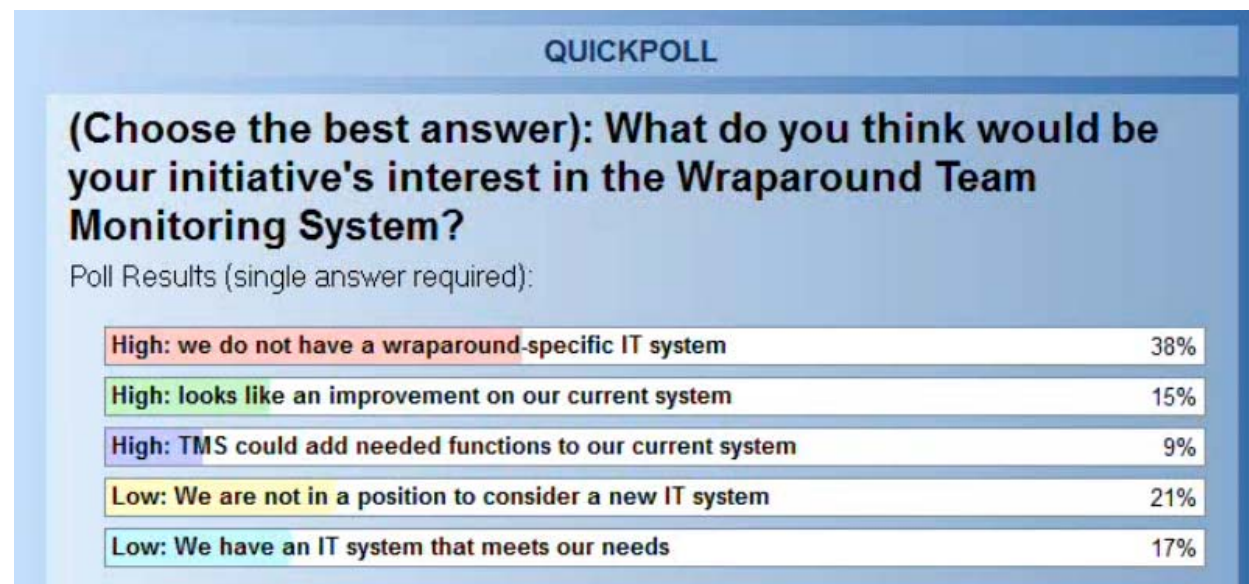 QUICKPOLL
(Choose the best answer): What do you think would be
your initiative's interest in the Wraparound Team
Monitoring System?
Poll Results (single answer required):
High: we do not have a wraparound-specific IT system 38%
High: looks like an improvement on our current system 15%
High: TMS could add needed functions to our current system 9%
Low: We are not in a position to consider a new IT system 21%
Low: We have an IT system that meets our needs 17%